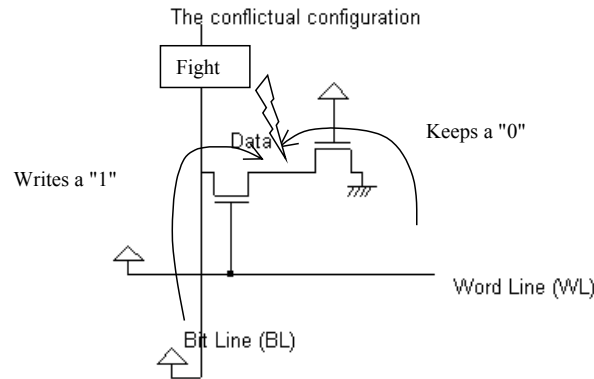 The conflictual configuration
Fight
Data
Keeps a "0"
Writes a "1"
Word Line (WL)
Bit Line (BL)